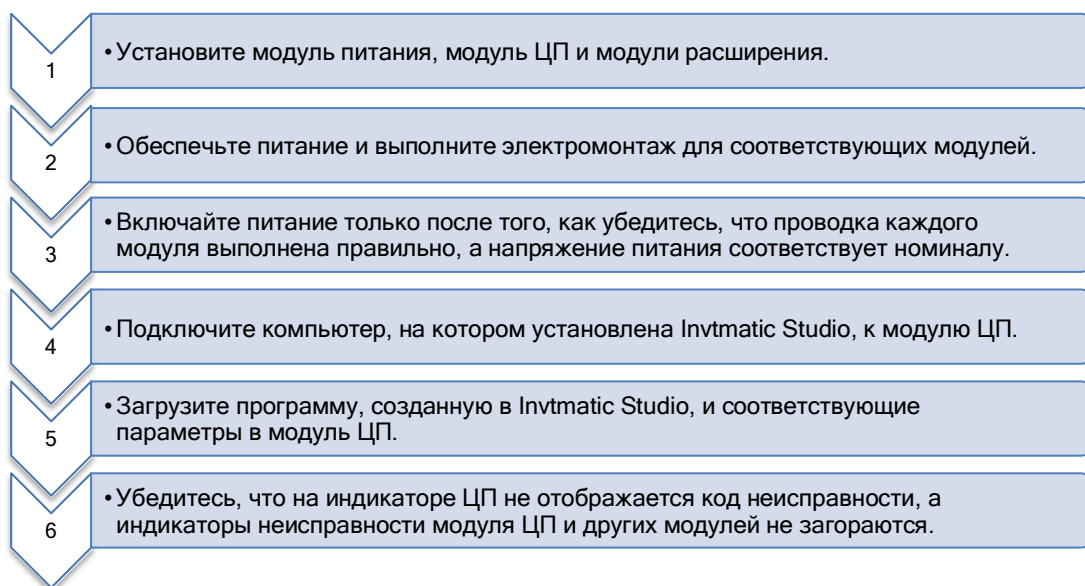 1
• Установите модуль питания, модуль ЦП и модули расширения.
2
• Обеспечьте питание и выполните электромонтаж для соответствующих модулей.
3
• Включайте питание только после того, как убедитесь, что проводка каждого
модуля выполнена правильно, а напряжение питания соответствует номиналу.
4
• Подключите компьютер, на котором установлена Invtmatic Studio, к модулю ЦП.
5
• Загрузите программу, созданную в Invtmatic Studio, и соответствующие
параметры в модуль ЦП.
6
• Убедитесь, что на индикаторе ЦП не отображается код неисправности, а
индикаторы неисправности модуля ЦП и других модулей не загораются.